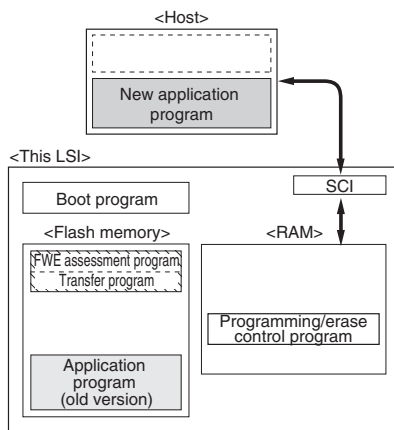 <Host>
New application
program
<This LSI>
SCI
Boot program
<Flash memory>
<RAM>
FWE assessment program
Transfer program
Programming/erase
control program
Application
program
(old version)